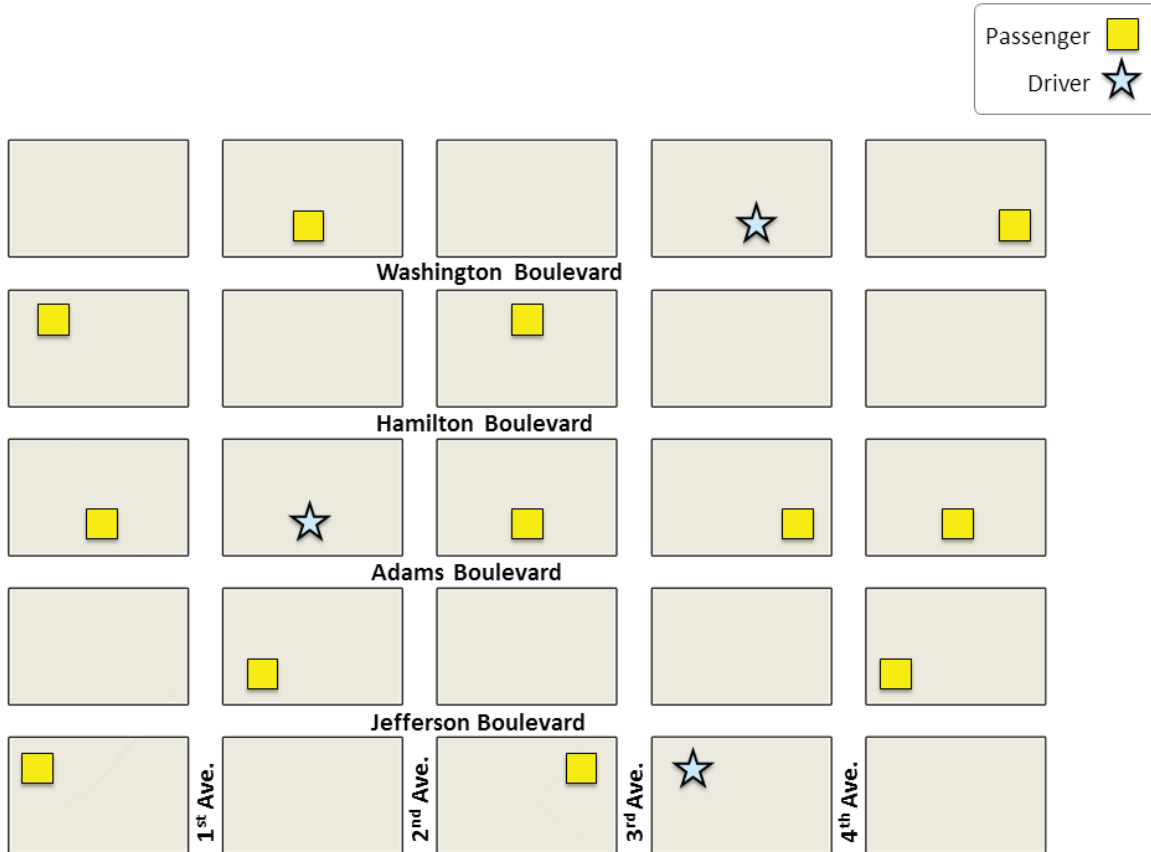 Passenger
Driver
Washington Boulevard
Hamilton Boulevard
Adams Boulevard
Jefferson Boulevard
1st Ave.
2nd Ave.
3rd Ave.
4th Ave.